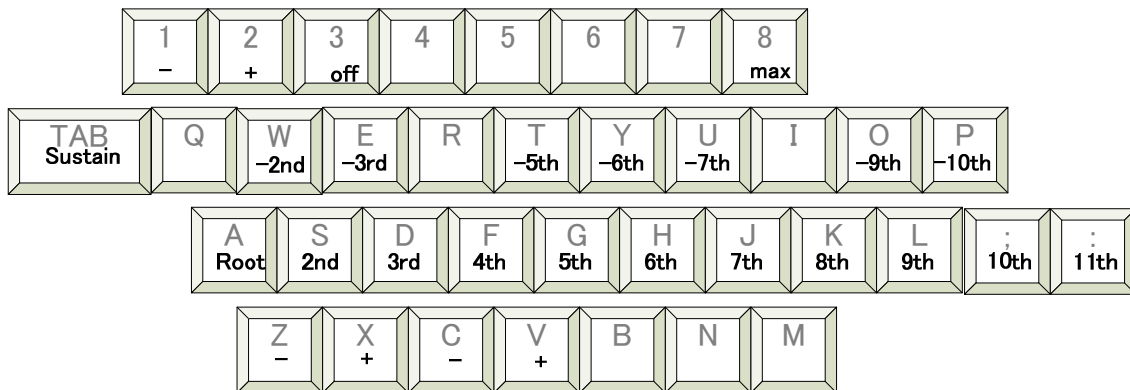 1 2 3 4 5 6 7 8
− + off max
TAB Q W E R T Y U I O P
Sustain −2nd −3rd −5th −6th −7th −9th −10th
A S D F G H J K L ; :
Root 2nd 3rd 4th 5th 6th 7th 8th 9th 10th 11th
Z X C V B N M
− + − +